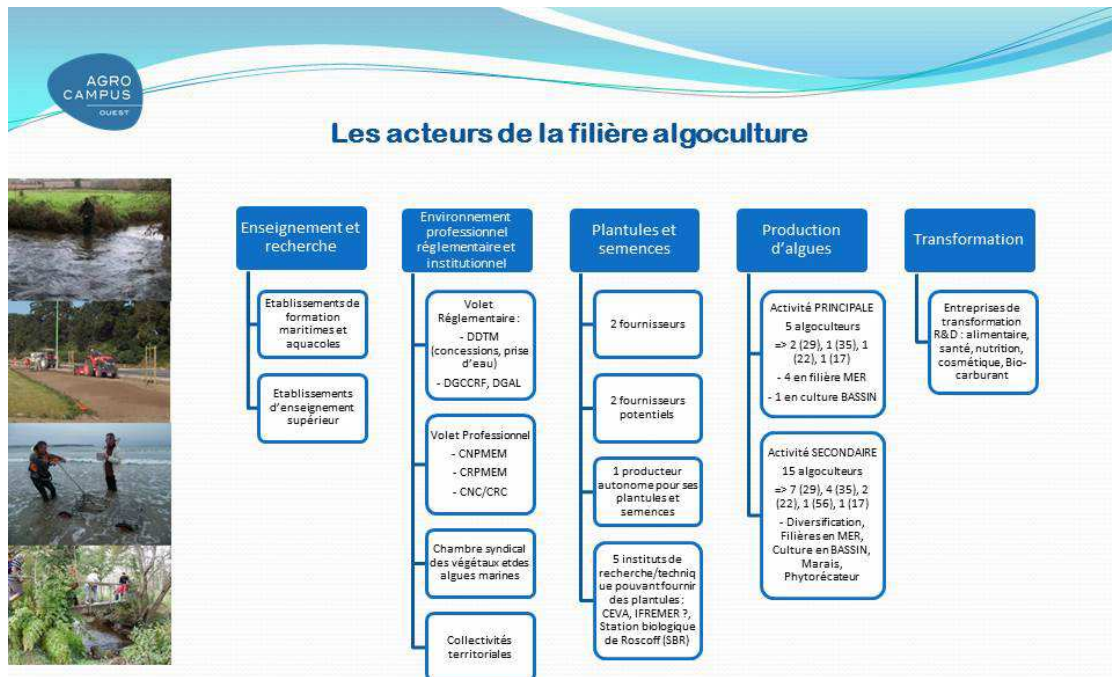 AGRO
CAMPUS
OUEST
Les acteurs de la filière algoculture
Enseignement et
recherche
Etablissements de
formation
maritimes et
aquacoles
Etablissements
d'enseignement
supérieur
Environnement
professionnel
réglementaire et
institutionnel
Volet
Réglementaire :
- DDTM
(concessions, prise
d'eau)
- DGCCRF, DGAL
Volet Professionnel
- CNPMEM
- CRPMEM
- CNC/CRC
Chambre syndical
des végétaux etdes
algues marines
Collectivités
territoriales
Plantules et
semences
2 fournisseurs
2 fournisseurs
potentiels
1 producteur
autonome pour ses
plantules et
semences
5 instituts de
recherche/techniq
ue pouvant fournir
des plantules :
CEVA, IFREMER ?,
Station biologique
de Roscoff (SBR)
Production
d'algues
Activité PRINCIPALE
5 algoculteurs
=> 2 (29), 1 (35), 1
(22), 1 (17)
- 4 en filière MER
- 1 en culture BASSIN
Activité SECONDAIRE
15 algoculteurs
=> 7 (29), 4 (35), 2
(22), 1 (56), 1 (17)
- Diversification,
Filières en MER,
Culture en BASSIN,
Marais,
Phytorécateur
Transformation
Entreprises de
transformation
R&D : alimentaire,
santé, nutrition,
cosmétique, Bio-
carburant